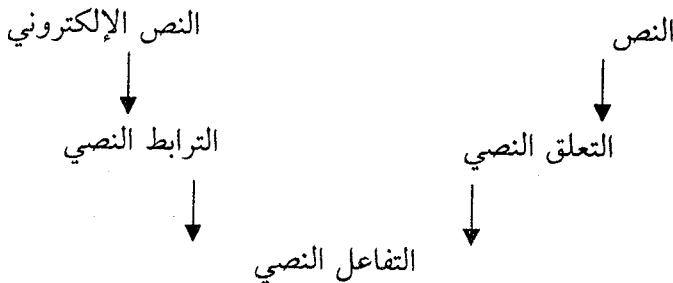 النص
النص الإلكتروني
التعلق النصي
الترابط النصي
التفاعل النصي